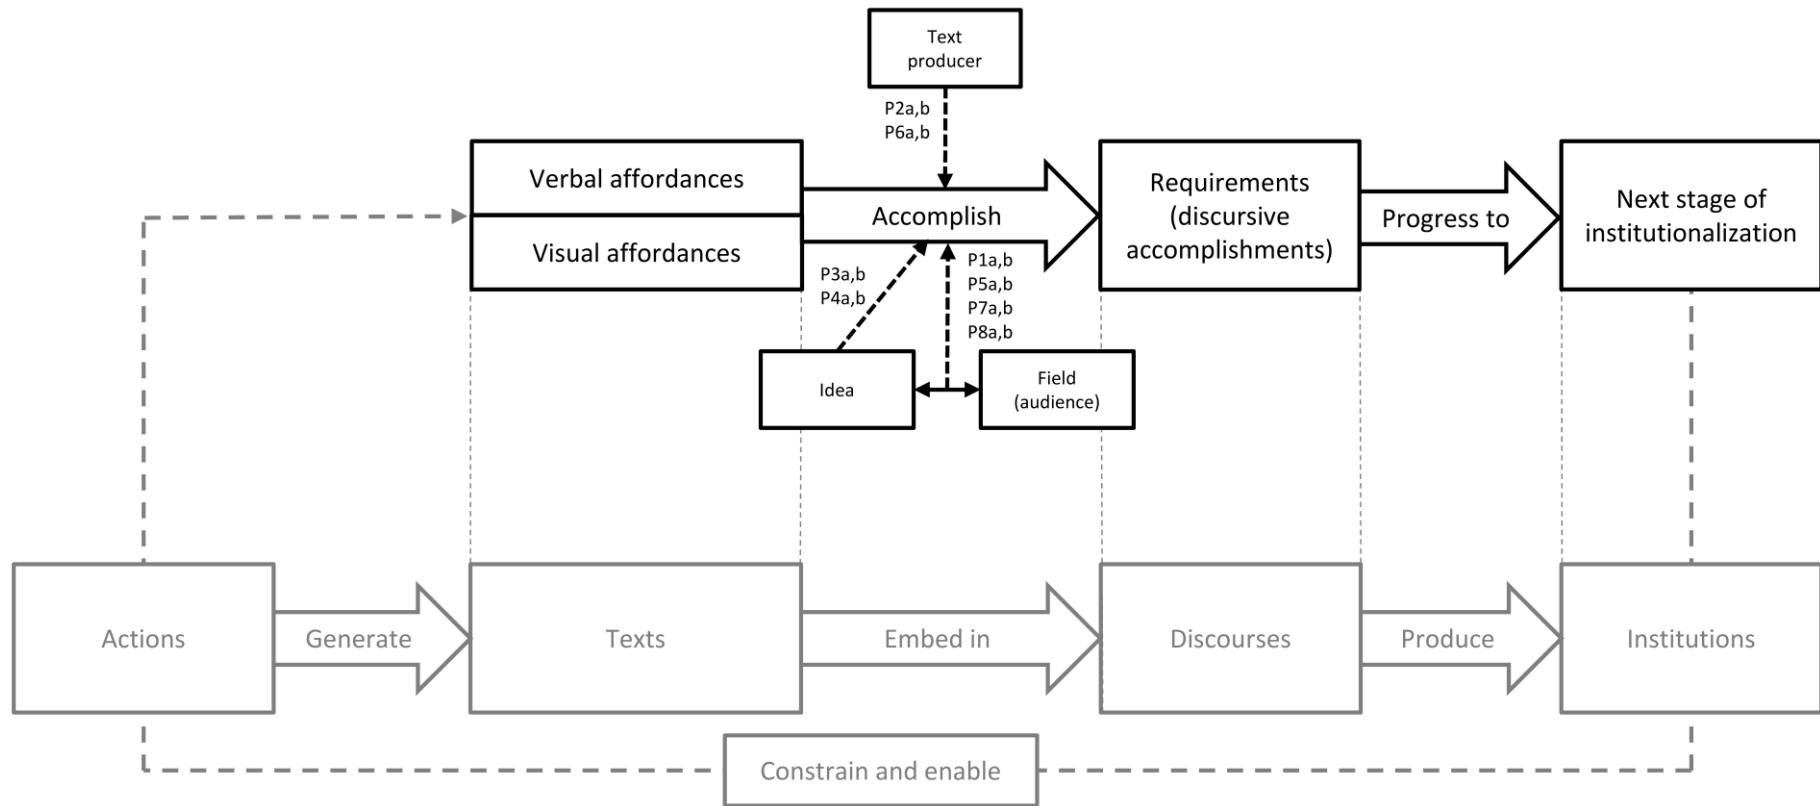 Text
producer
P2a,b
P6a,b
Verbal affordances
Visual affordances
Accomplish
Requirements
(discursive
accomplishments)
Progress to
Next stage of
institutionalization
P3a,b
P4a,b
P1a,b
P5a,b
P7a,b
P8a,b
Idea
Field
(audience)
Actions
Generate
Texts
Embed in
Discourses
Produce
Institutions
Constrain and enable